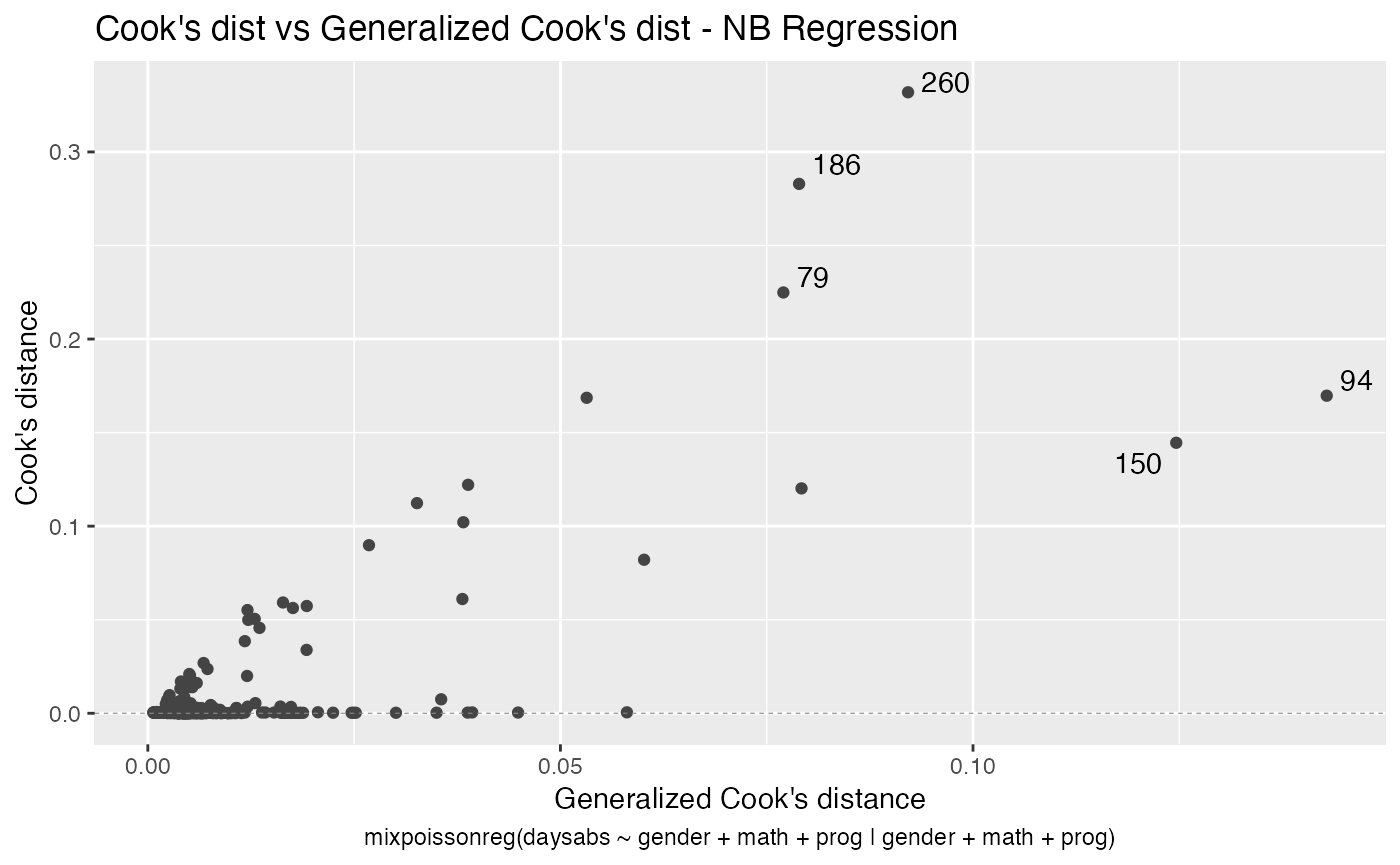 Cook's dist vs Generalized Cook's dist - NB Regression
260
0.3
186
79
0.2
94
150
Cook's distance
0.1
0.0
0.00 0.05 0.10
Generalized Cook's distance
mixpoissonreg(daysabs ~ gender + math + prog | gender + math + prog)